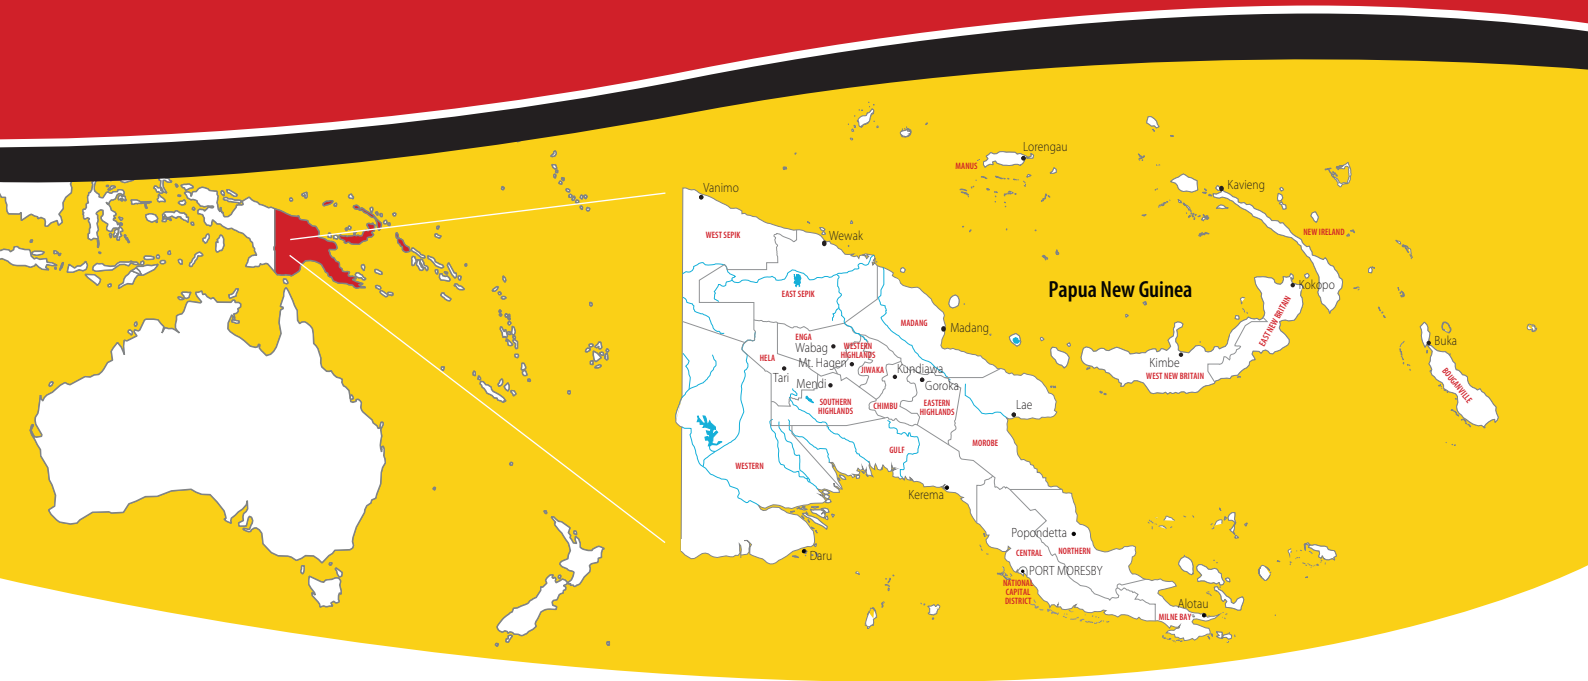 Lorengau
MANUS
Vanimo
Kavieng
WEST SEPIK
Wewak
NEW IRELAND
Papua New Guinea
Kokopo
EAST SEPIK
EAST NEW BRITAIN
MADANG
Madang
ENGA
Wabag
WESTERN
HIGHLANDS
Buka
HELA
Mt. Hagen
JIWAKA
Kundiawa
Kimbe
WEST NEW BRITAIN
Tari
Mendi
Goroka
BOUGANVILLE
SOUTHERN
HIGHLANDS
CHIMBU
EASTERN
HIGHLANDS
Lae
MOROBE
GULF
WESTERN
Kerema
Popondetta
CENTRAL
NORTHERN
Daru
PORT MORESBY
NATIONAL
CAPITAL
DISTRICT
Alotau
MILNE BAY